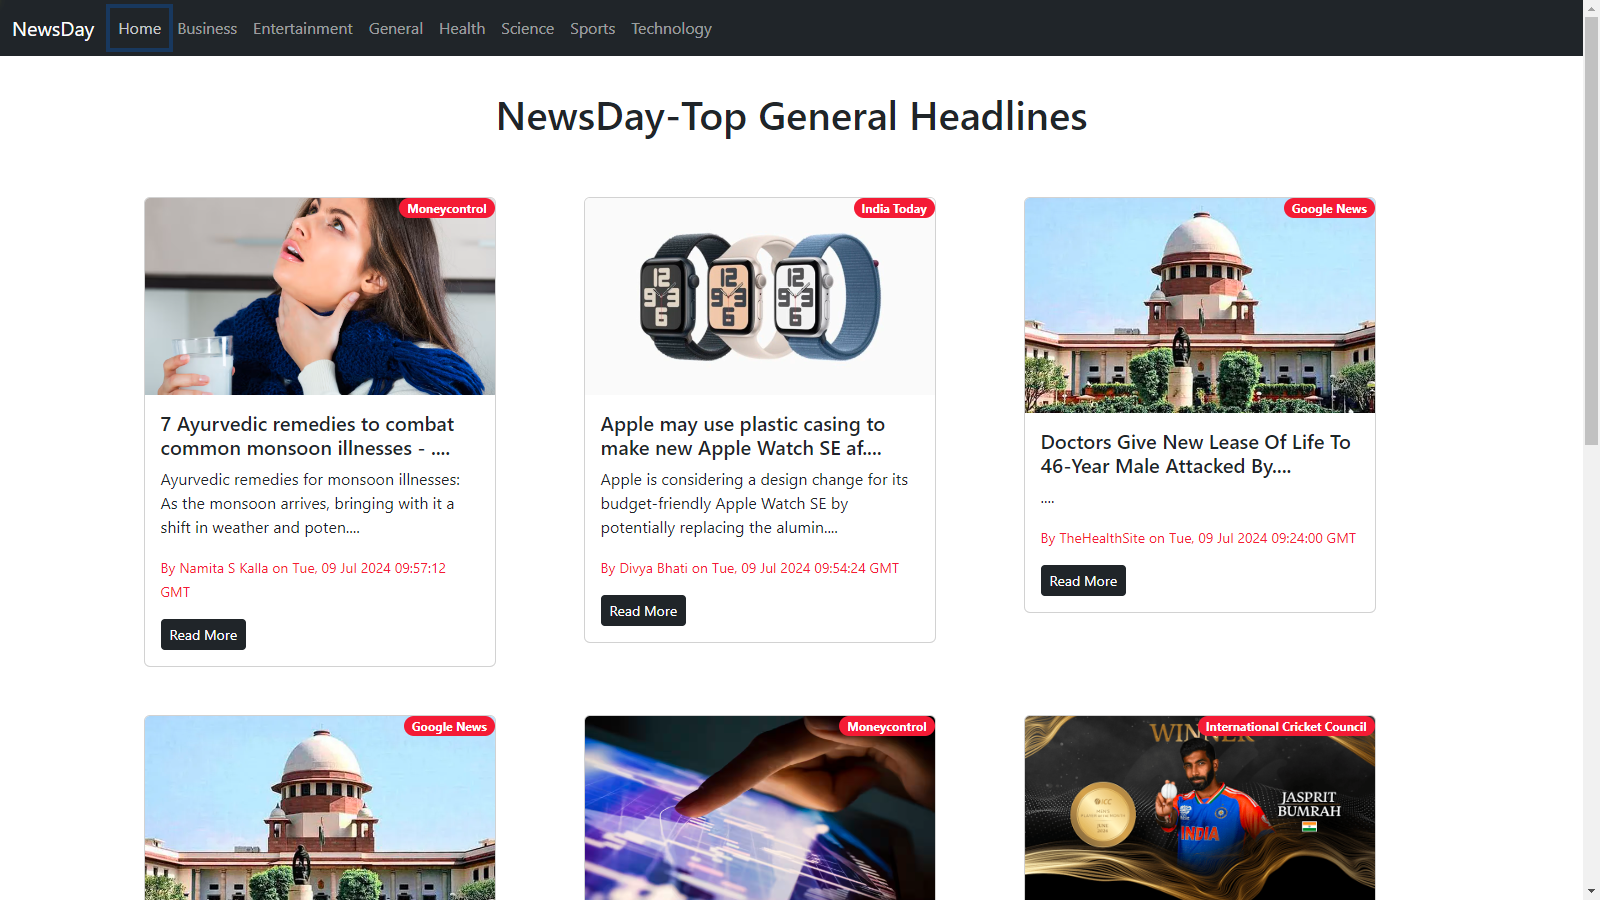 NewsDay Home Business Entertainment General Health Science Sports Technology
NewsDay-Top General Headlines
Moneycontrol
7 Ayurvedic remedies to combat
common monsoon illnesses - ....
Ayurvedic remedies for monsoon illnesses:
As the monsoon arrives, bringing with it a
shift in weather and poten....
By Namita S Kalla on Tue, 09 Jul 2024 09:57:12
GMT
Read More
India Today
Apple may use plastic casing to
make new Apple Watch SE af....
Apple is considering a design change for its
budget-friendly Apple Watch SE by
potentially replacing the alumin....
By Divya Bhati on Tue, 09 Jul 2024 09:54:24 GMT
Read More
Google News
Doctors Give New Lease Of Life To
46-Year Male Attacked By....
....
By TheHealthSite on Tue, 09 Jul 2024 09:24:00 GMT
Read More
Google News
Moneycontrol
International Cricket Council
WINNER
JASPRIT
BUMRAH
ICC
INDIA